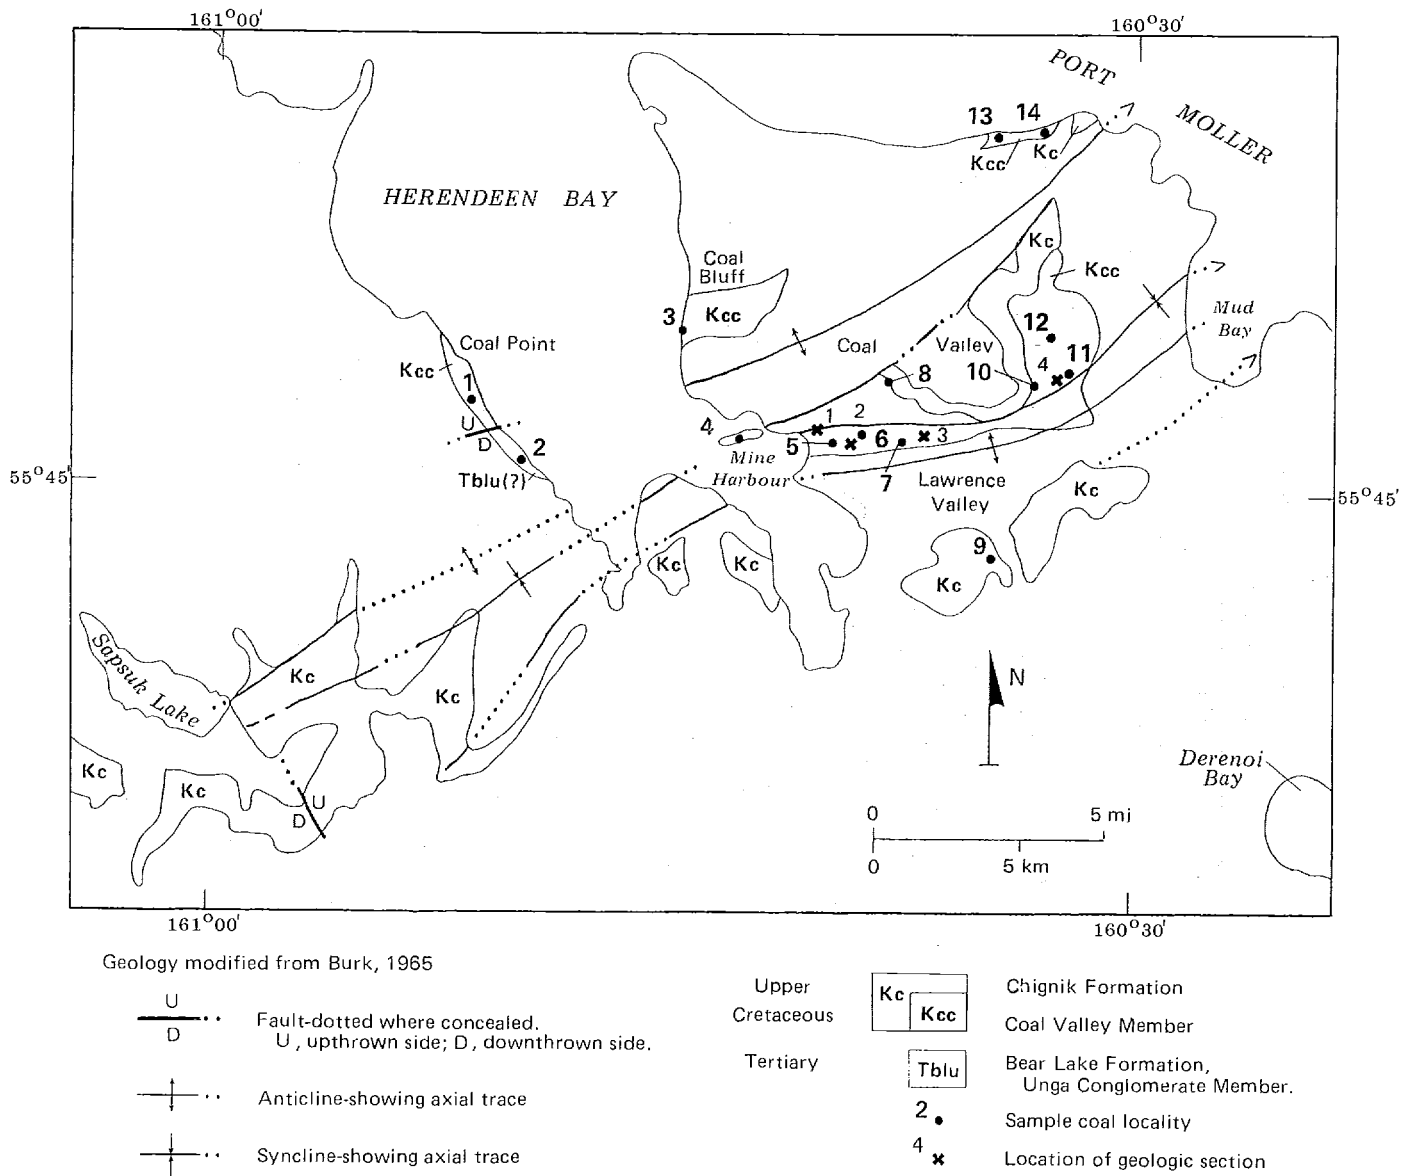 161°00'
160°30'
PORT
MOLLER
13
14
Kcc
Kc
HERENDEEN BAY
Coal
Bluff
Kc
Kcc
Kcc
3
12
Mud
Bay
Coal Point
Coal
Valley
Kcc
1
8
10
4
11
U
D
2
4
1
2
5
6
3
Mine
Harbour
7
Tblu(?)
Lawrence
Valley
55°45'
55°45'
Kc
9
Kc
Kc
Kc
Sapsuk Lake
Kc
Kc
N
Kc
Kc
U
D
Derenoi
Bay
0
5 mi
0
5 km
161°00'
160°30'
Geology modified from Burk, 1965
U
D
Fault-dotted where concealed.
U, upthrown side; D, downthrown side.
Anticline-showing axial trace
Syncline-showing axial trace
Upper
Cretaceous
Kc
Kcc
Chignik Formation
Coal Valley Member
Tertiary
Tblu
Bear Lake Formation,
Unga Conglomerate Member.
2
Sample coal locality
4
Location of geologic section